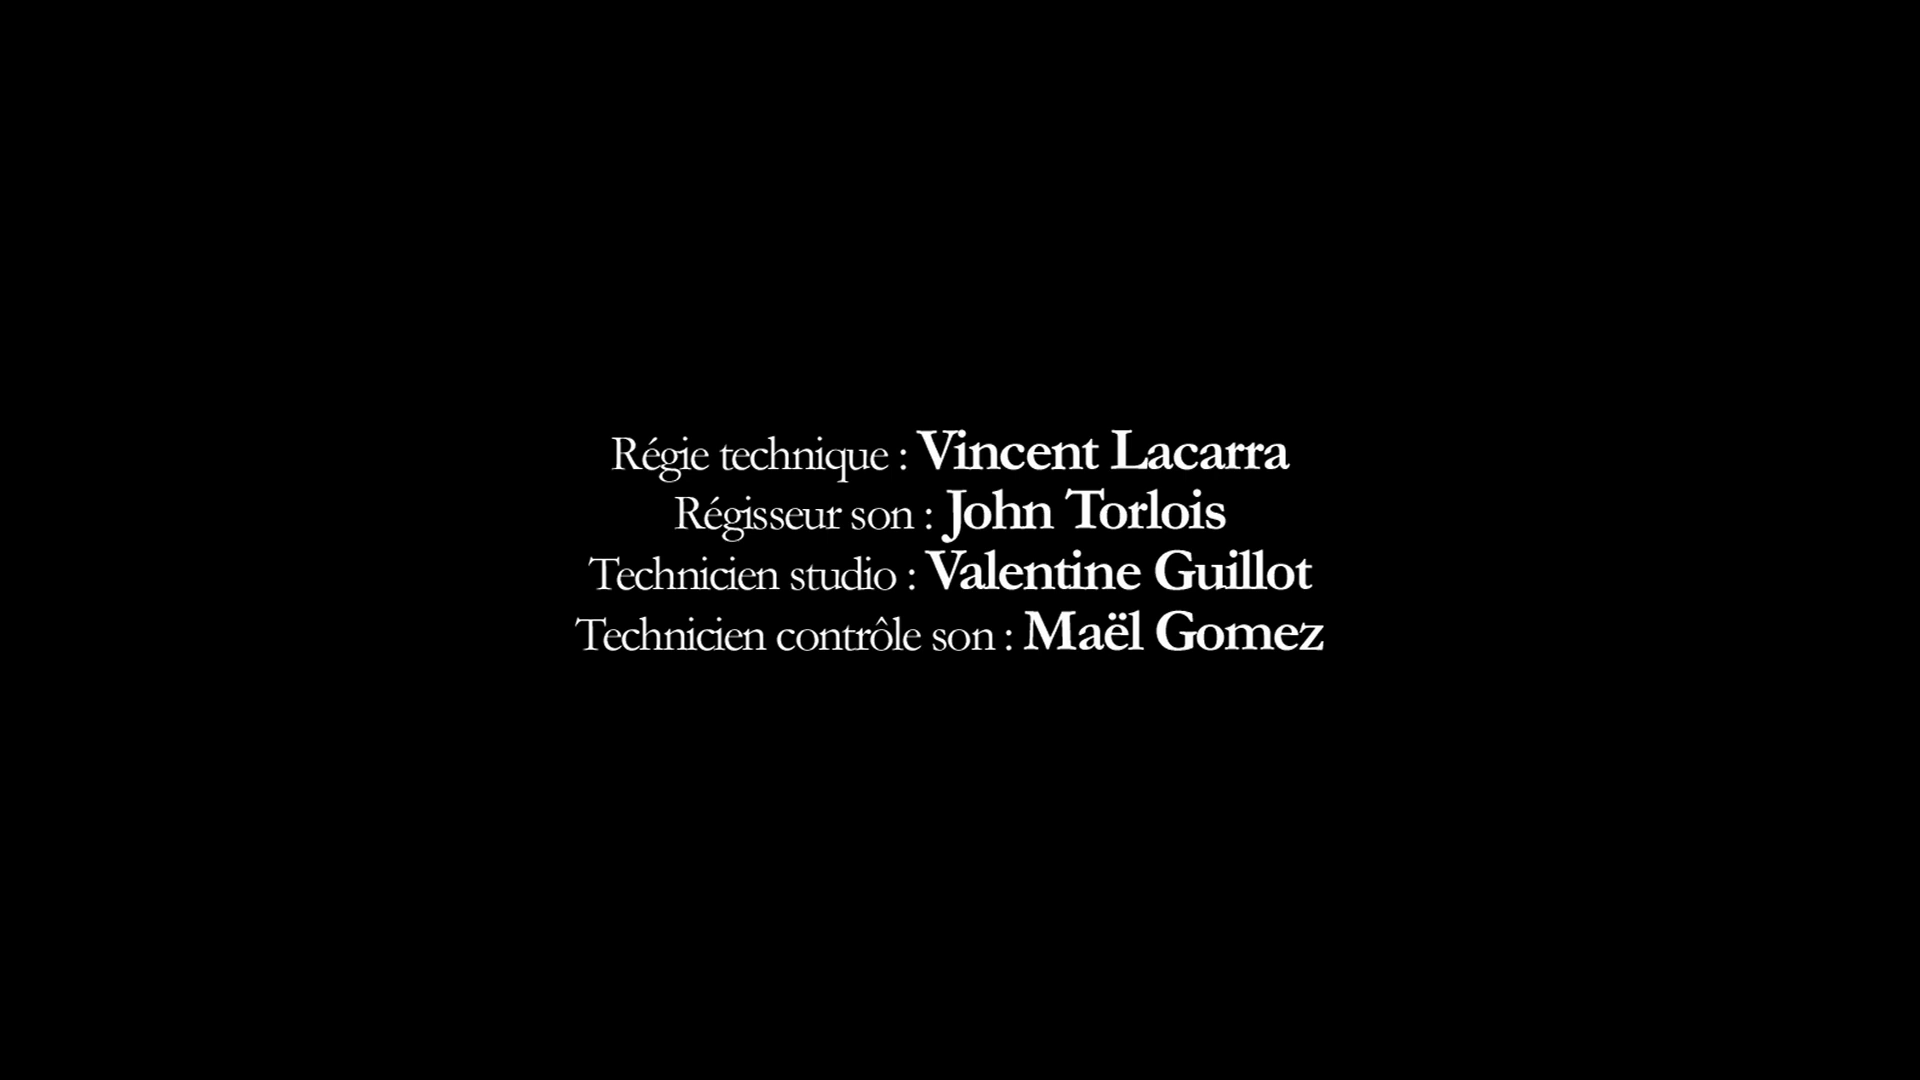 Régie technique : Vincent Lacarra
Régisseur son : John Torlois
Technicien studio : Valentine Guillot
Technicien contrôle son : Maël Gomez